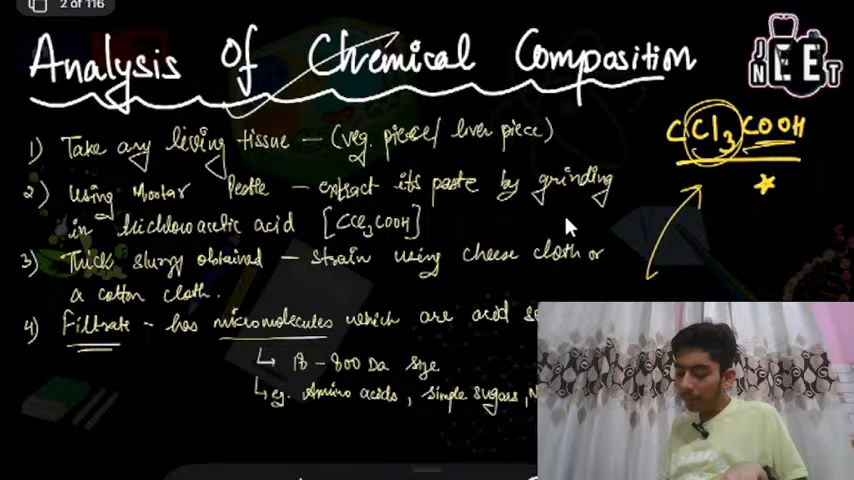 2 of 116
Analysis of Chemical Composition
JNEET
CCl3COOH
1) Take any living tissue - (veg. piece/ liver piece)
2) Using Mortar Pestle - extract its paste by grinding
in trichloroacetic acid [CCl3COOH]
3) Thick slurry obtained - strain using cheese cloth or
a cotton cloth.
4) Filtrate - has micromolecules which are acid
18 - 800 Da size
eg. Amino acids, simple sugars,